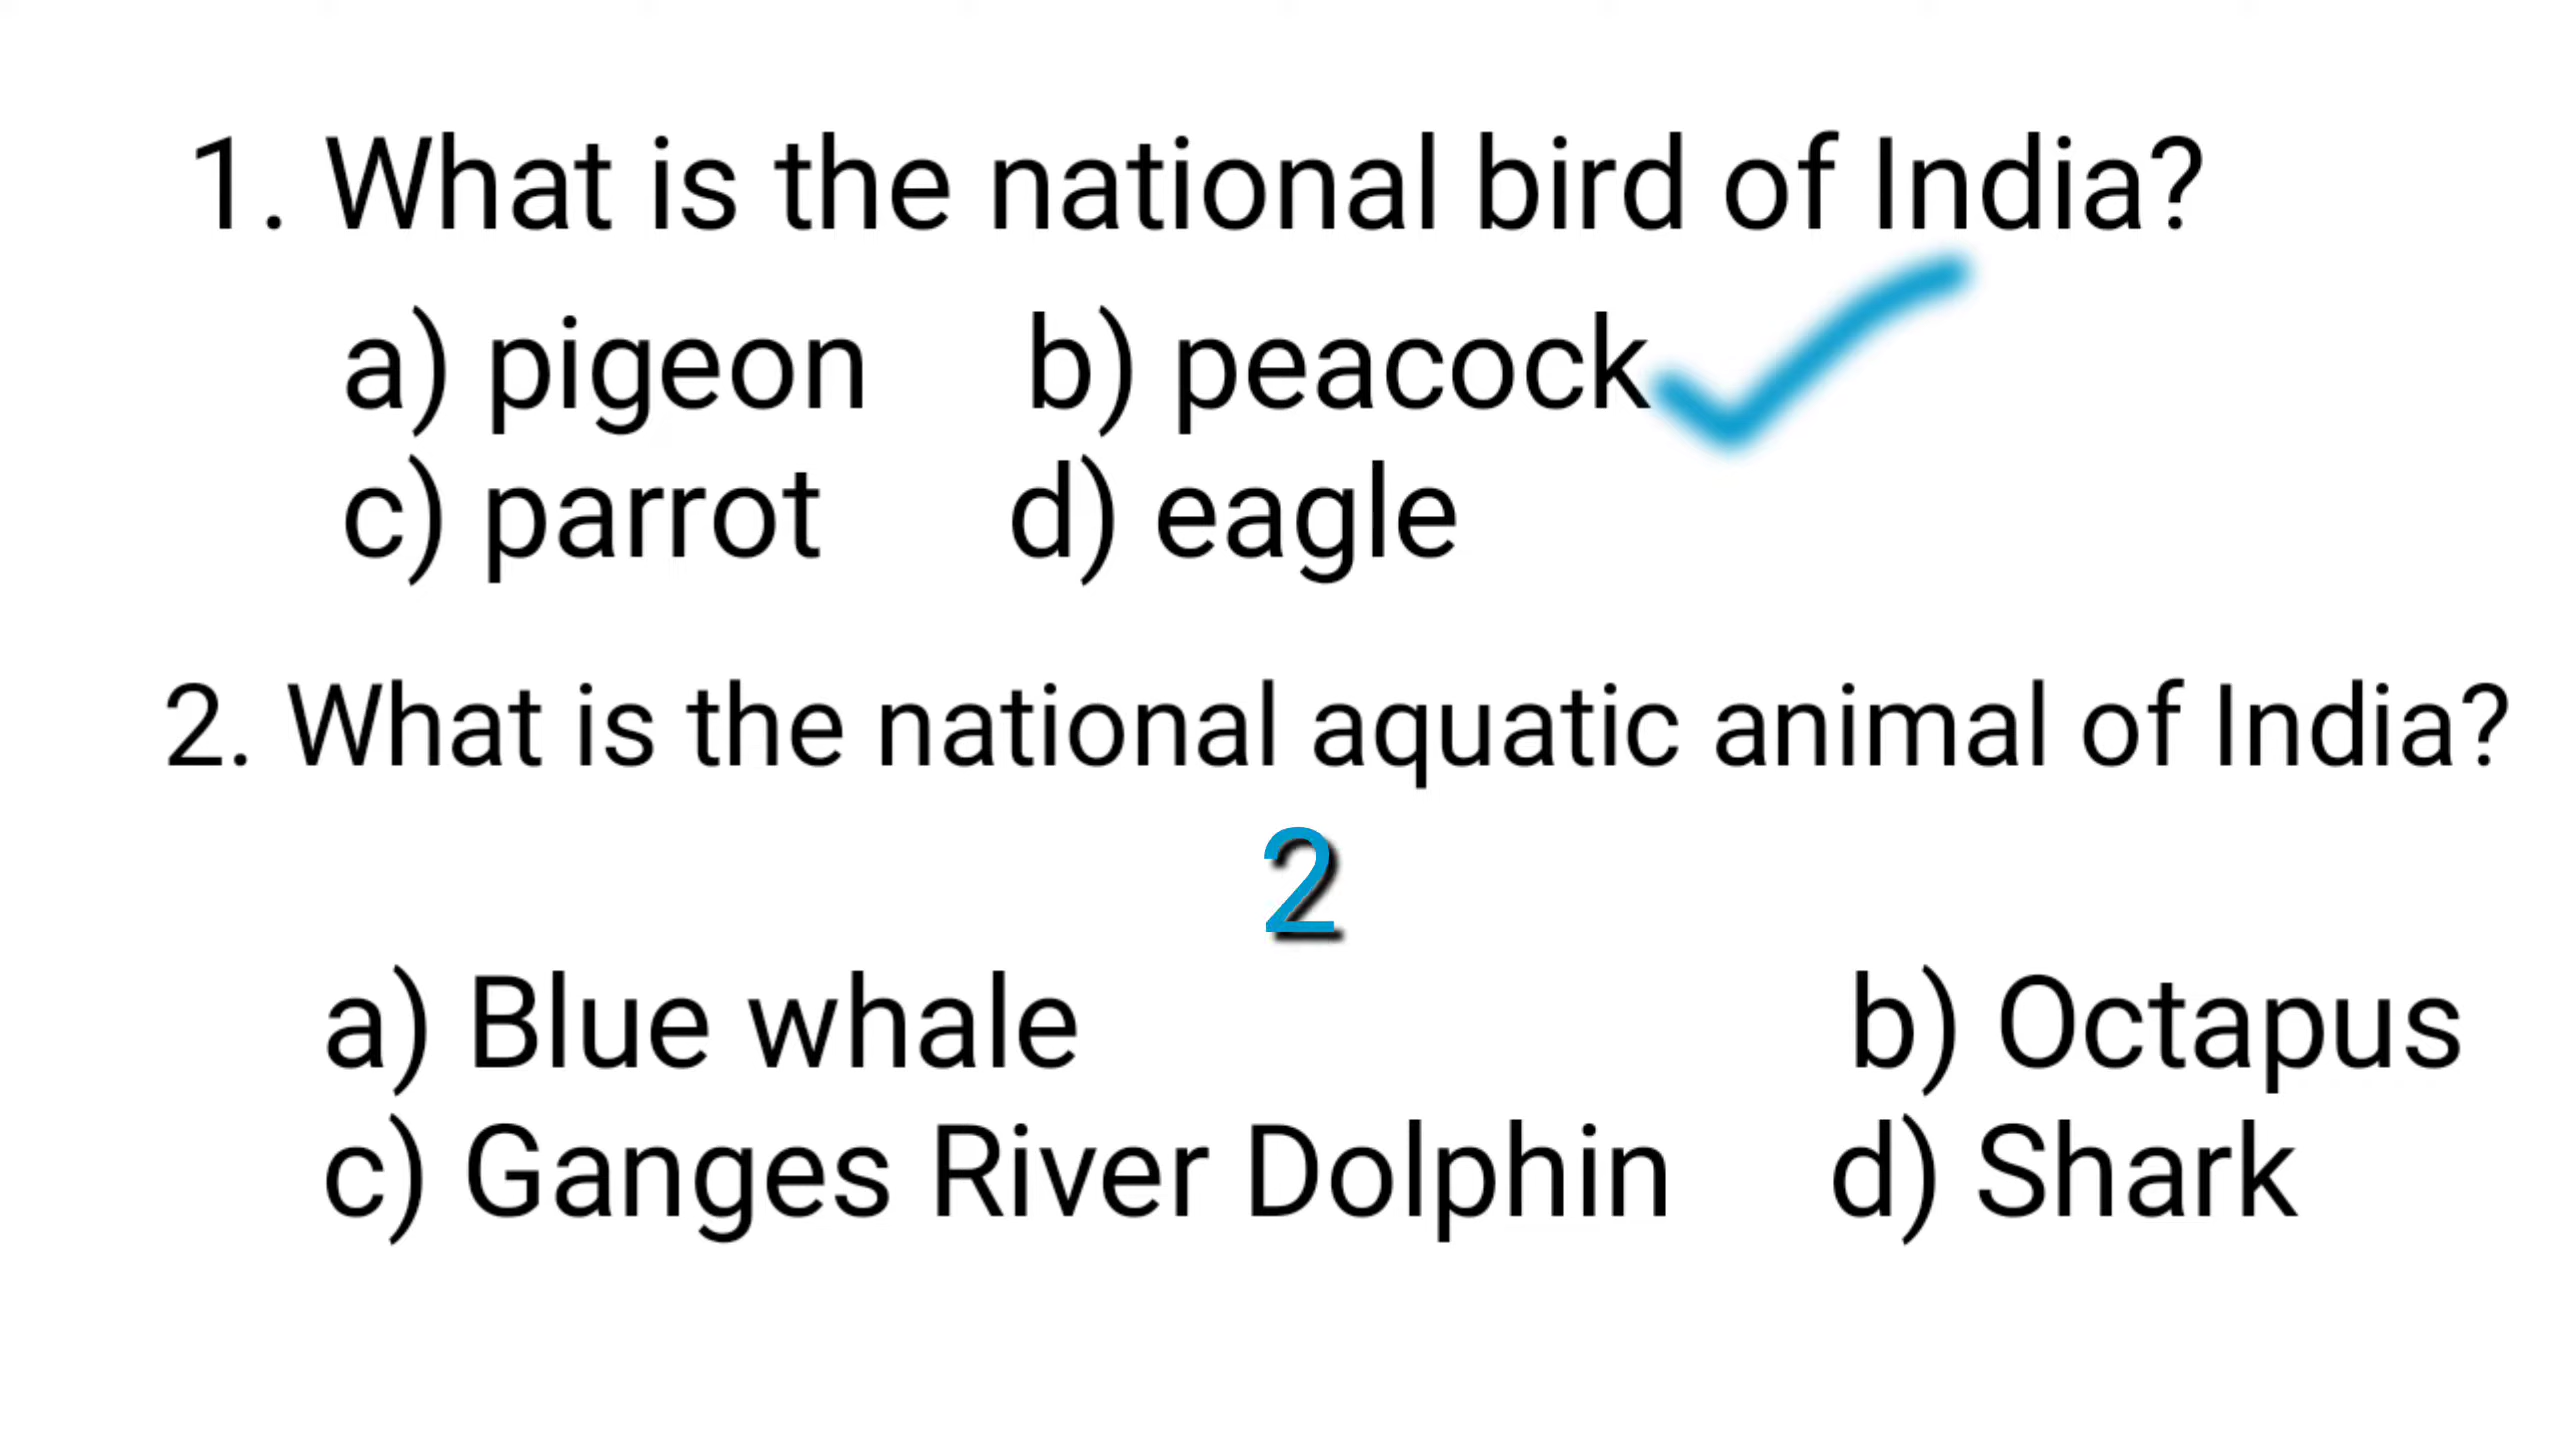 1. What is the national bird of India?
a) pigeon b) peacock
c) parrot d) eagle
2. What is the national aquatic animal of India?
2
a) Blue whale b) Octapus
c) Ganges River Dolphin d) Shark